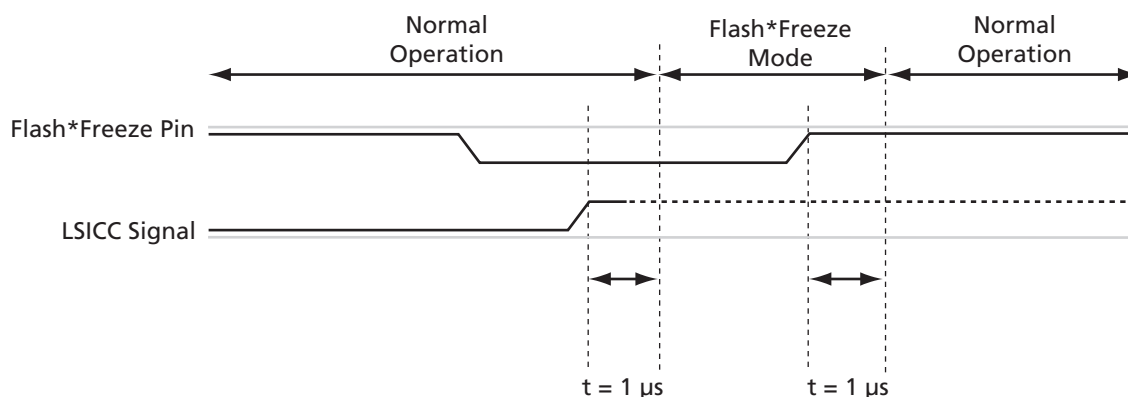 Normal
Operation
Flash*Freeze
Mode
Normal
Operation
Flash*Freeze Pin
LSICC Signal
t = 1 µs
t = 1 µs